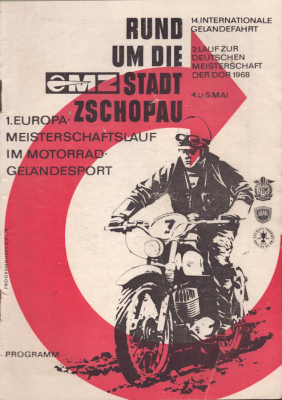 RUND
UM DIE
MZ STADT
ZSCHOPAU
14.INTERNATIONALE
GELÄNDEFAHRT
2.LAUF ZUR
DEUTSCHEN
MEISTERSCHAFT
DER DDR 1968
4.u.5.MAI
1.EUROPA-
MEISTERSCHAFTSLAUF
IM MOTORRAD-
GELÄNDESPORT
7
PROGRAMM